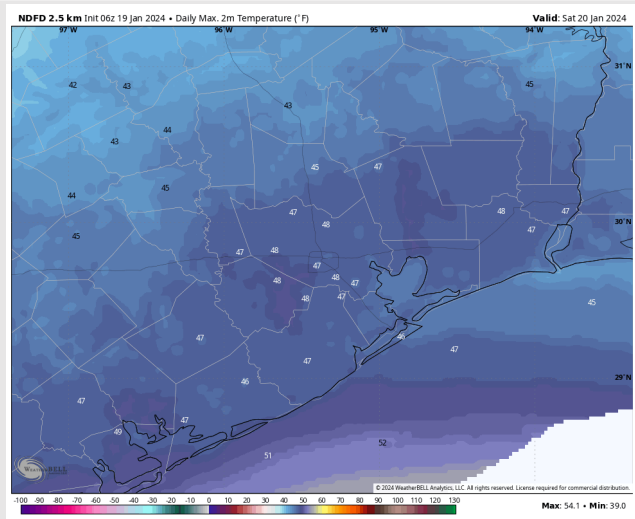 NDFD 2.5 km Init 06z 19 Jan 2024 • Daily Max. 2m Temperature (°F)
Valid: Sat 20 Jan 2024
97°W 96°W 95°W 94°W
31°N
42 43 45
43
43 44
45 47
44 45
47 48 47
48 30°N
45 47
47 48
47
48 48 47
48 47
45
47 46
47
47
46 29°N
47
47
49
52
51
WeatherBELL
© 2024 WeatherBELL Analytics, LLC. All rights reserved. License required for commercial distribution.
-100 -90 -80 -70 -60 -50 -40 -30 -20 -10 0 10 20 30 40 50 60 70 80 90 100 110 120 130
Max: 54.1 • Min: 39.0